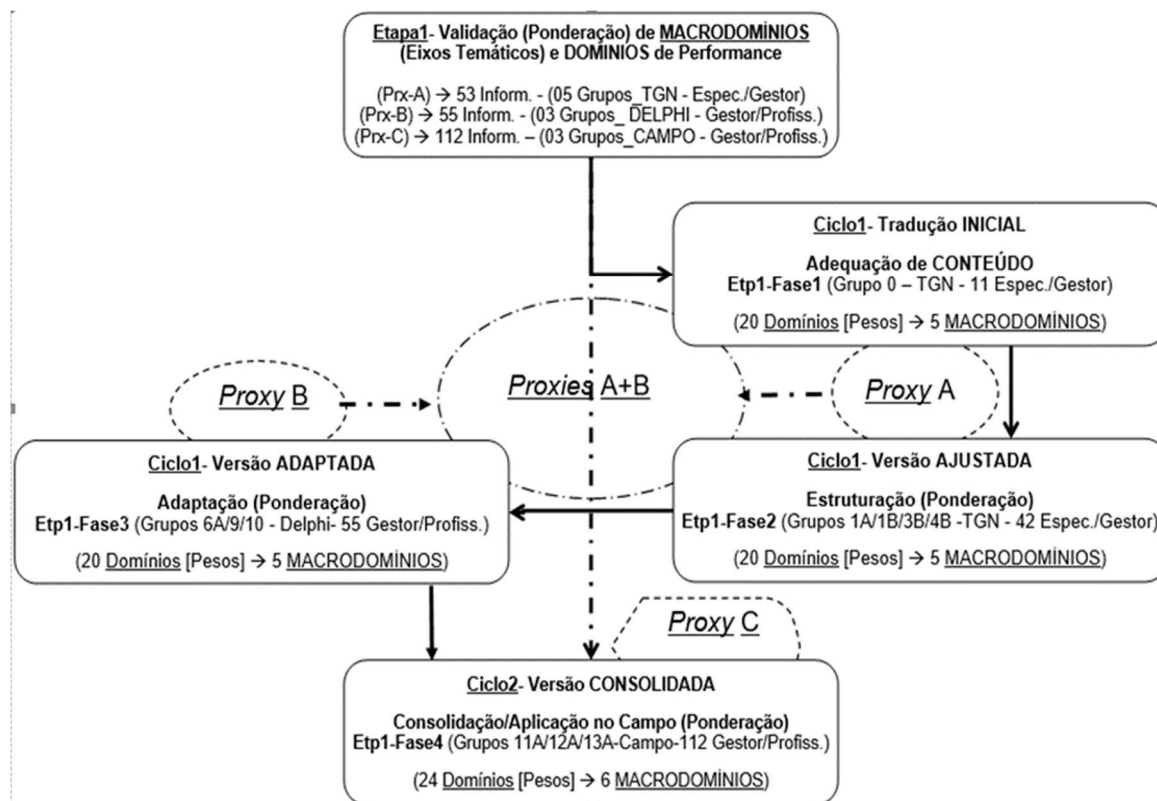 Etapa1- Validação (Ponderação) de MACRODOMÍNIOS
(Eixos Temáticos) e DOMINIOS de Performance
(Prx-A) → 53 Inform. - (05 Grupos_TGN - Espec./Gestor)
(Prx-B) → 55 Inform. - (03 Grupos_ DELPHI - Gestor/Profiss.)
(Prx-C) → 112 Inform. – (03 Grupos_CAMPO - Gestor/Profiss.)
Ciclo1- Tradução INICIAL
Adequação de CONTEÚDO
Etp1-Fase1 (Grupo 0 – TGN - 11 Espec./Gestor)
(20 Domínios [Pesos] → 5 MACRODOMÍNIOS)
Proxy B
Proxies A+B
Proxy A
Ciclo1- Versão ADAPTADA
Adaptação (Ponderação)
Etp1-Fase3 (Grupos 6A/9/10 - Delphi- 55 Gestor/Profiss.)
(20 Domínios [Pesos] → 5 MACRODOMÍNIOS)
Ciclo1- Versão AJUSTADA
Estruturação (Ponderação)
Etp1-Fase2 (Grupos 1A/1B/3B/4B -TGN - 42 Espec./Gestor)
(20 Domínios [Pesos] → 5 MACRODOMÍNIOS)
Proxy C
Ciclo2- Versão CONSOLIDADA
Consolidação/Aplicação no Campo (Ponderação)
Etp1-Fase4 (Grupos 11A/12A/13A-Campo-112 Gestor/Profiss.)
(24 Domínios [Pesos] → 6 MACRODOMÍNIOS)